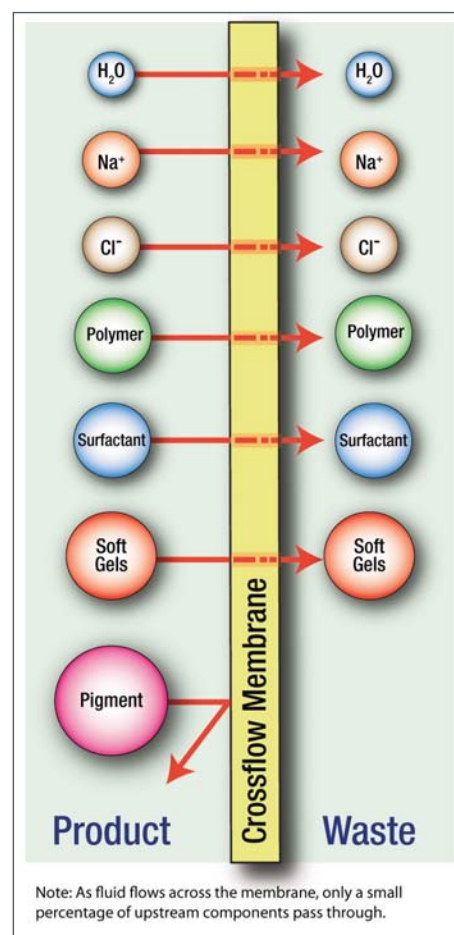 H₂O
H₂O
Na⁺
Na⁺
Cl⁻
Cl⁻
Polymer
Polymer
Surfactant
Surfactant
Soft
Gels
Soft
Gels
Pigment
Crossflow Membrane
Product
Waste
Note: As fluid flows across the membrane, only a small
percentage of upstream components pass through.